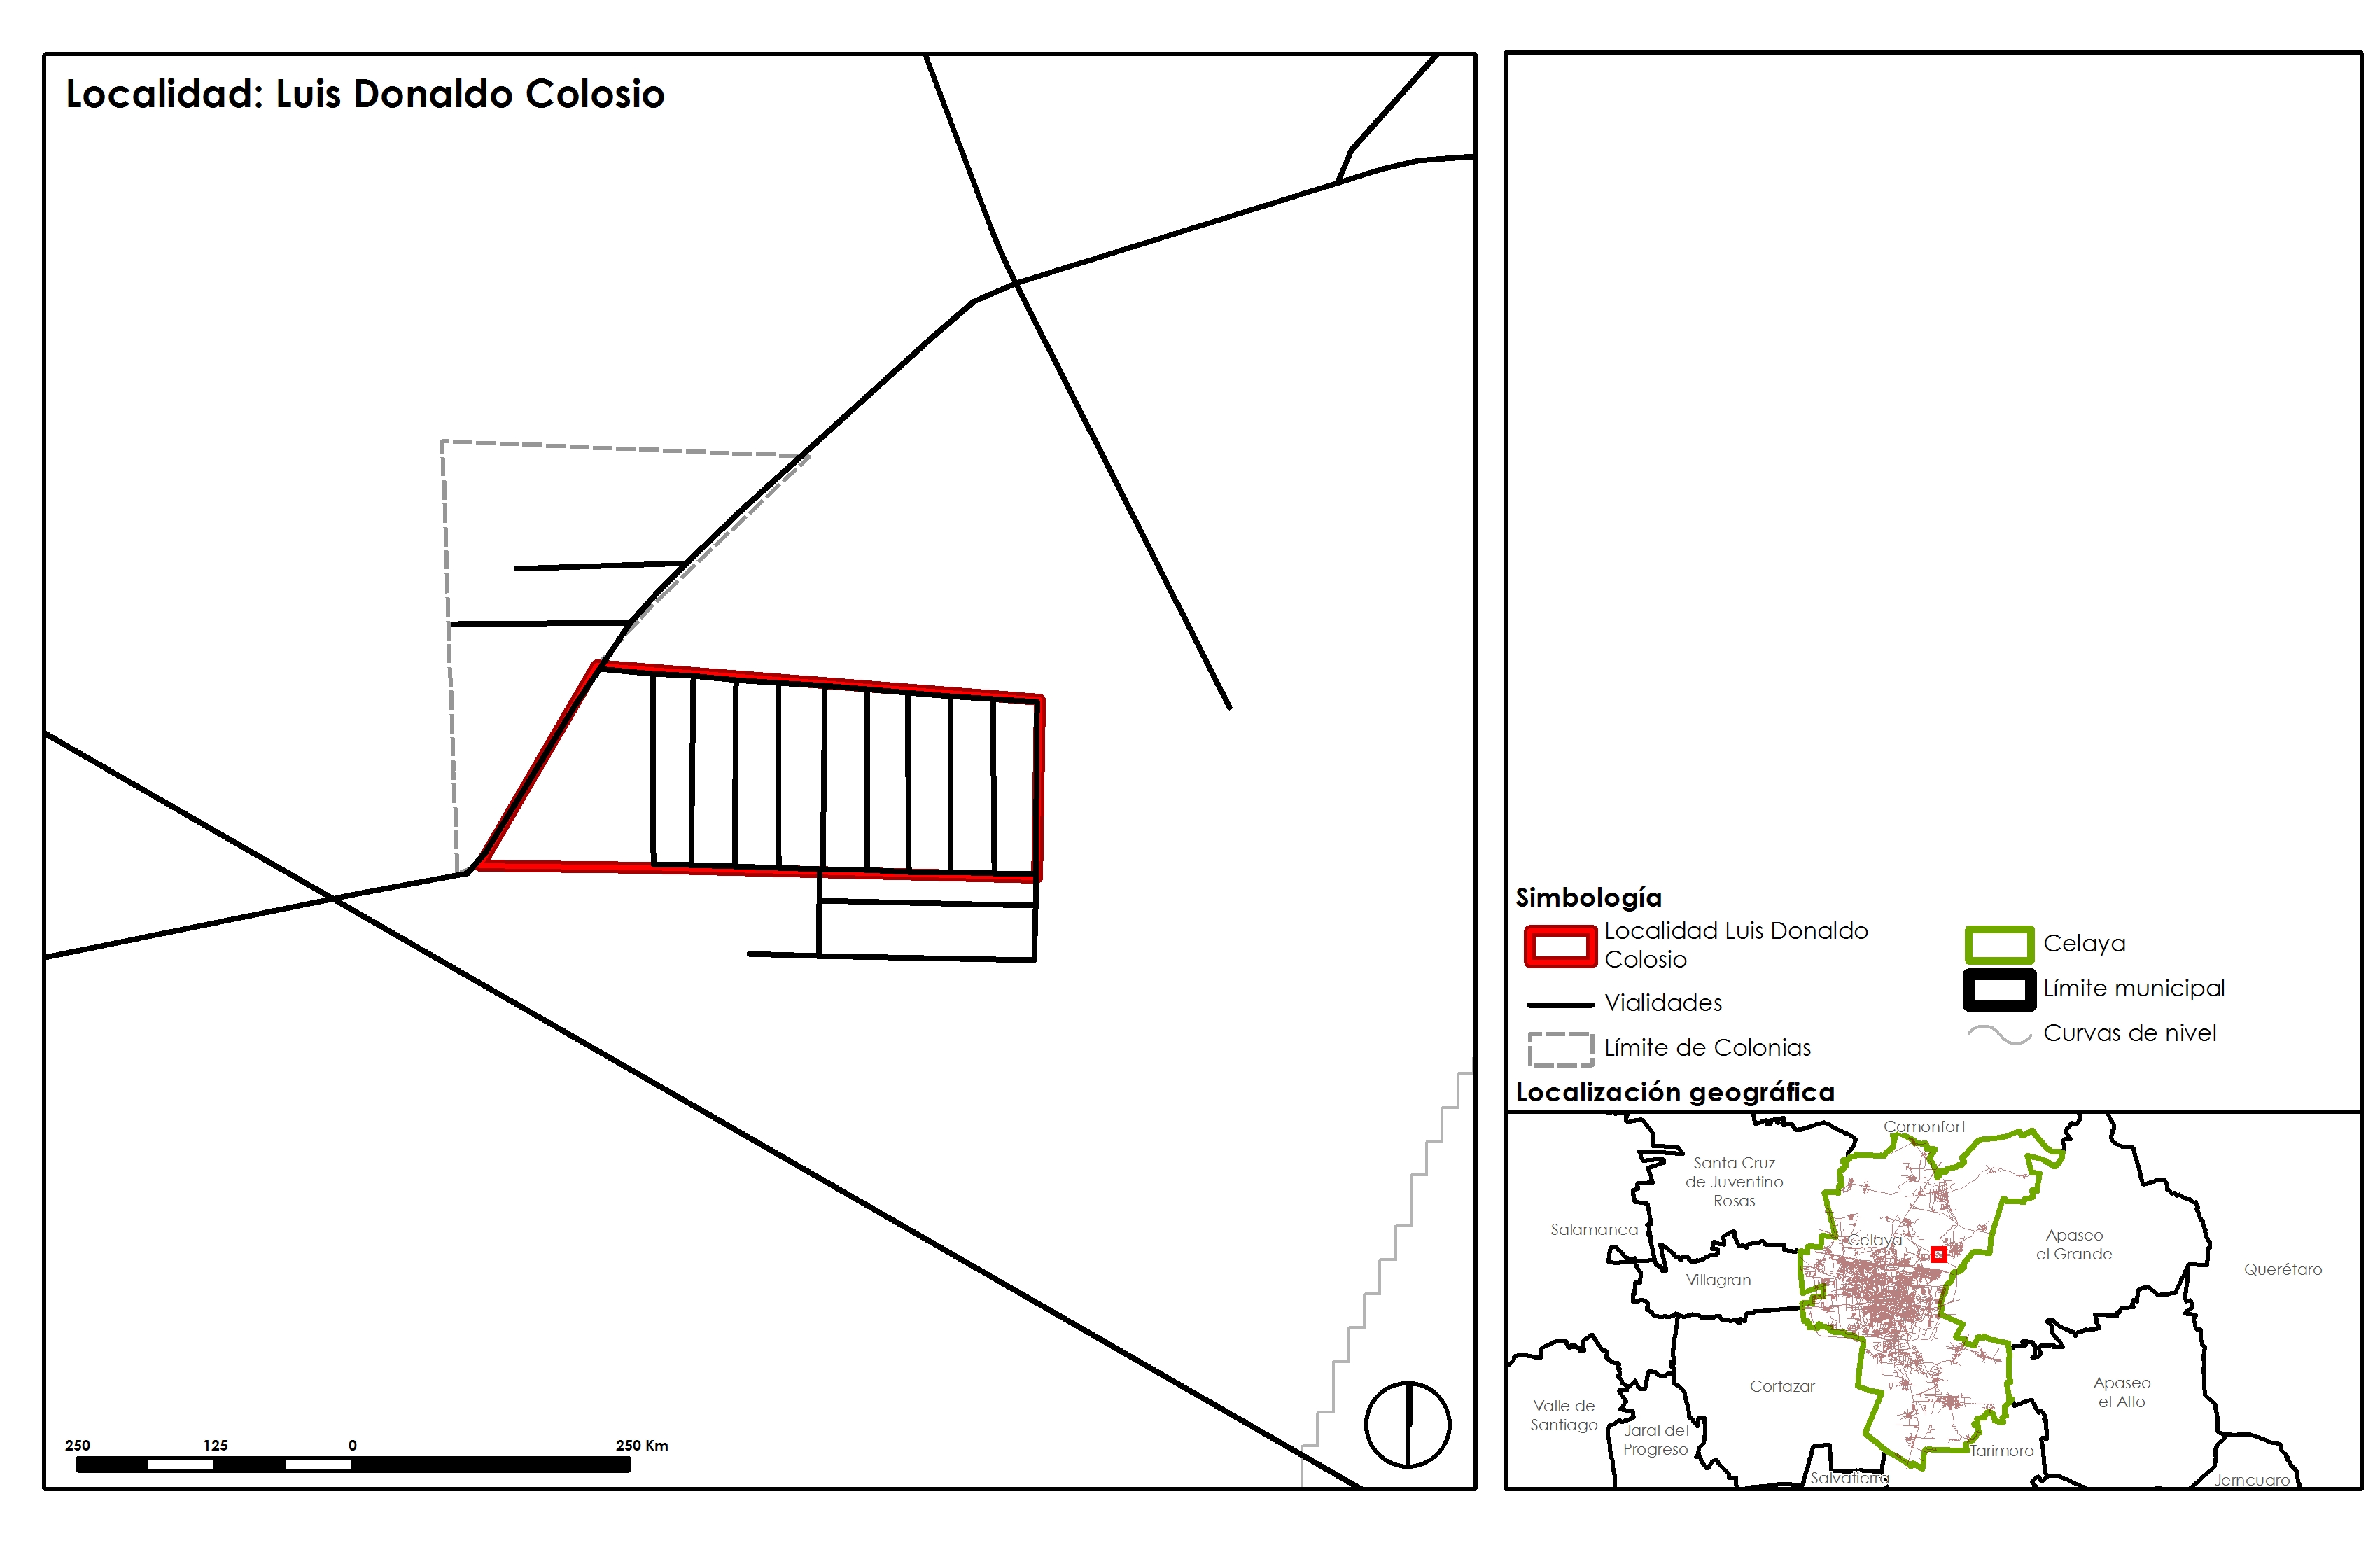 Localidad: Luis Donaldo Colosio
250 125 0 250 Km
Simbología
Localidad Luis Donaldo
Colosio
Vialidades
Límite de Colonias
Celaya
Límite municipal
Curvas de nivel
Localización geográfica
Comonfort
Santa Cruz
de Juventino
Rosas
Salamanca
Celaya
Apaseo
el Grande
Querétaro
Villagran
Cortazar
Apaseo
el Alto
Valle de
Santiago
Jaral del
Progreso
Tarimoro
Salvatierra
Jerncuaro